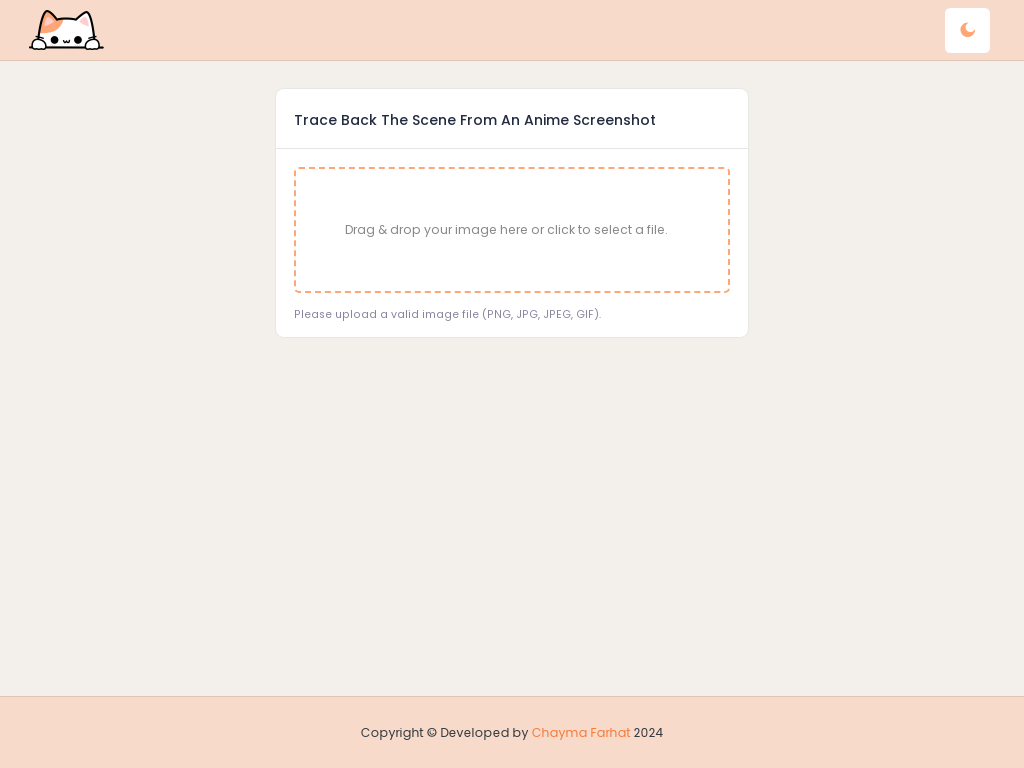 Trace Back The Scene From An Anime Screenshot
Drag & drop your image here or click to select a file.
Please upload a valid image file (PNG, JPG, JPEG, GIF).
Copyright © Developed by Chayma Farhat 2024